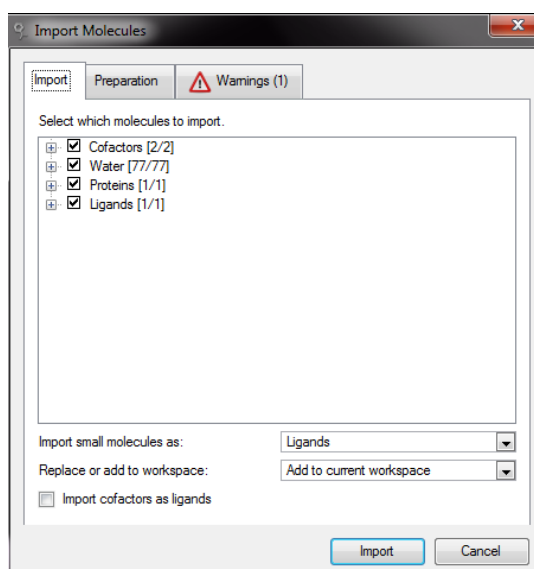 Import Molecules
Import
Preparation
Warnings (1)
Select which molecules to import.
Cofactors [2/2]
Water [77/77]
Proteins [1/1]
Ligands [1/1]
Import small molecules as: Ligands
Replace or add to workspace: Add to current workspace
Import cofactors as ligands
Import Cancel